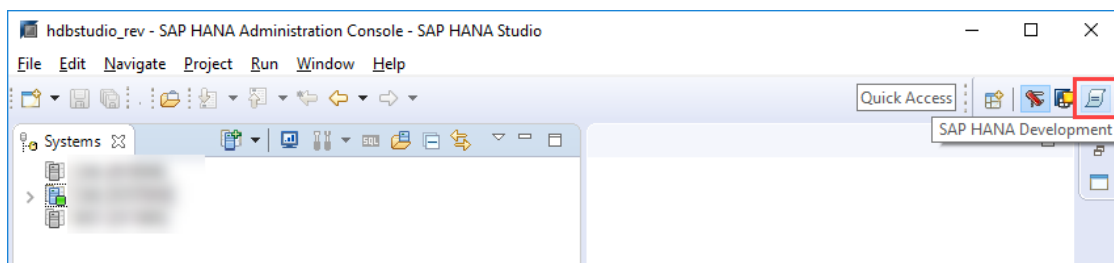 hdbstudio_rev - SAP HANA Administration Console - SAP HANA Studio
File Edit Navigate Project Run Window Help
Quick Access
SAP HANA Development
Systems
SQL